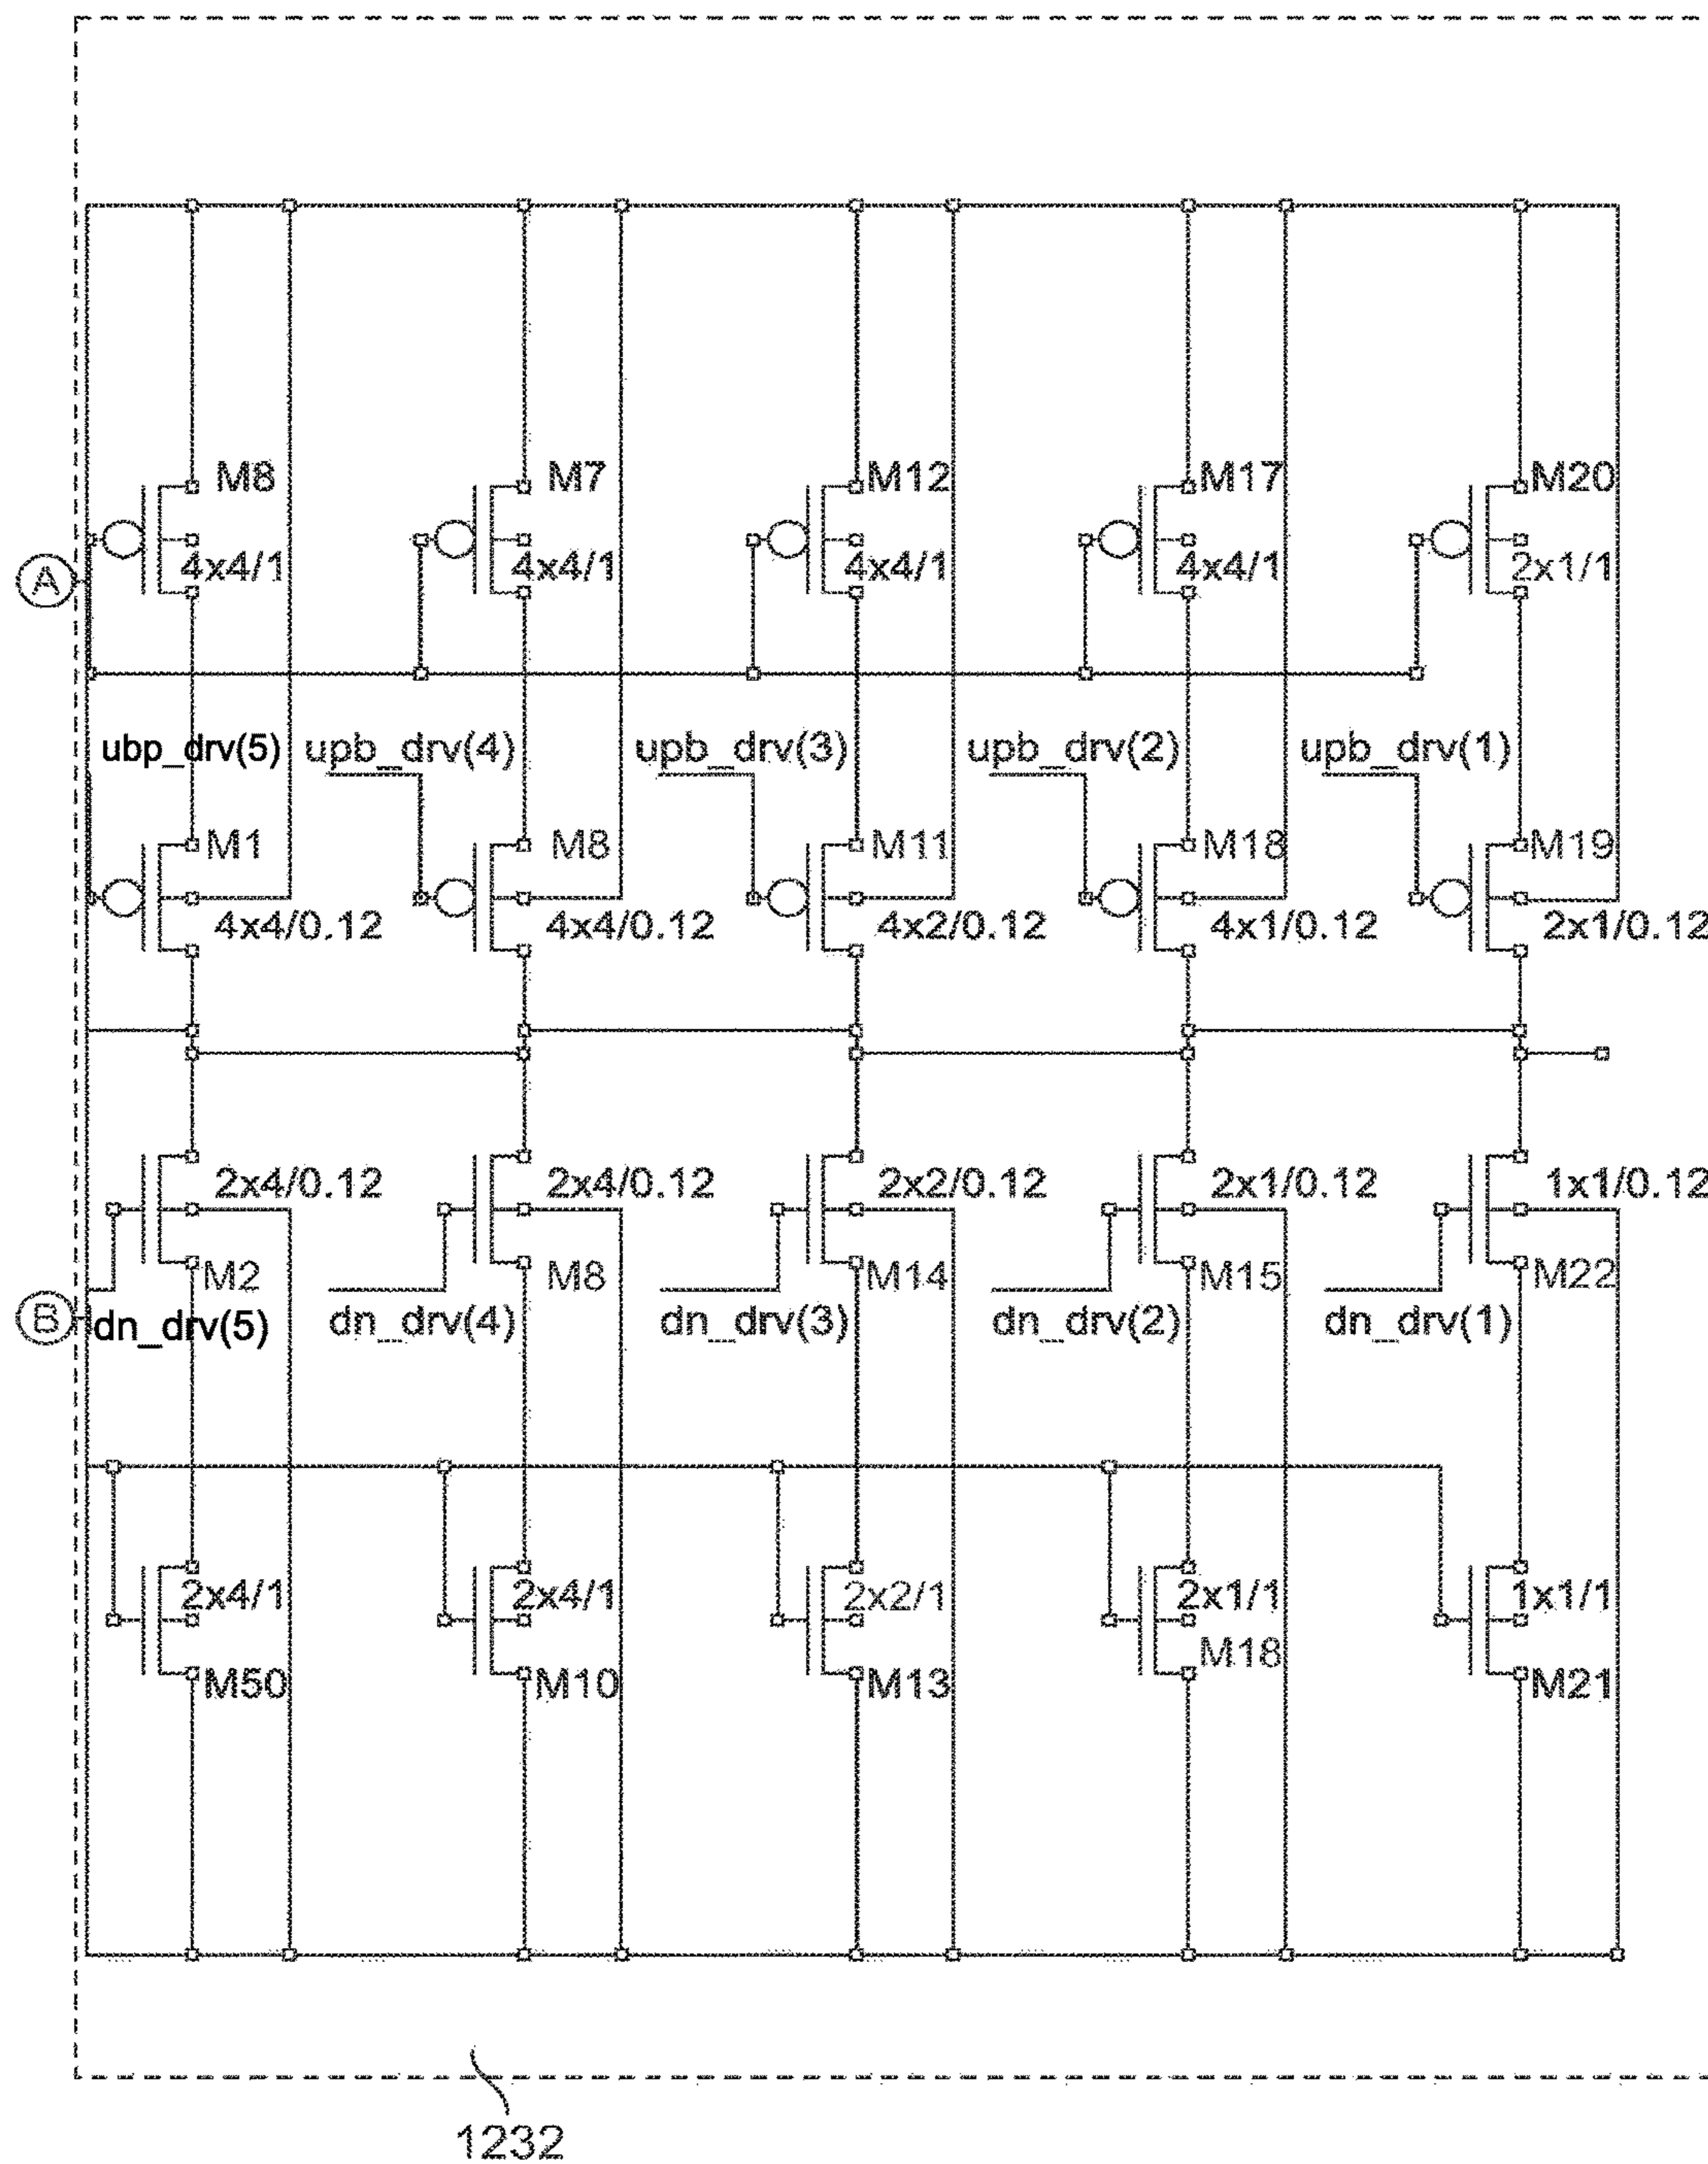 M8 M7 M12 M17 M20
4x4/1 4x4/1 4x4/1 4x4/1 2x1/1
A
ubp_drv(5) upb_drv(4) upb_drv(3) upb_drv(2) upb_drv(1)
M1 M8 M11 M18 M19
4x4/0.12 4x4/0.12 4x2/0.12 4x1/0.12 2x1/0.12
2x4/0.12 2x4/0.12 2x2/0.12 2x1/0.12 1x1/0.12
M2 M8 M14 M15 M22
B
dn_drv(5) dn_drv(4) dn_drv(3) dn_drv(2) dn_drv(1)
2x4/1 2x4/1 2x2/1 2x1/1 1x1/1
M50 M10 M13 M18 M21
1232